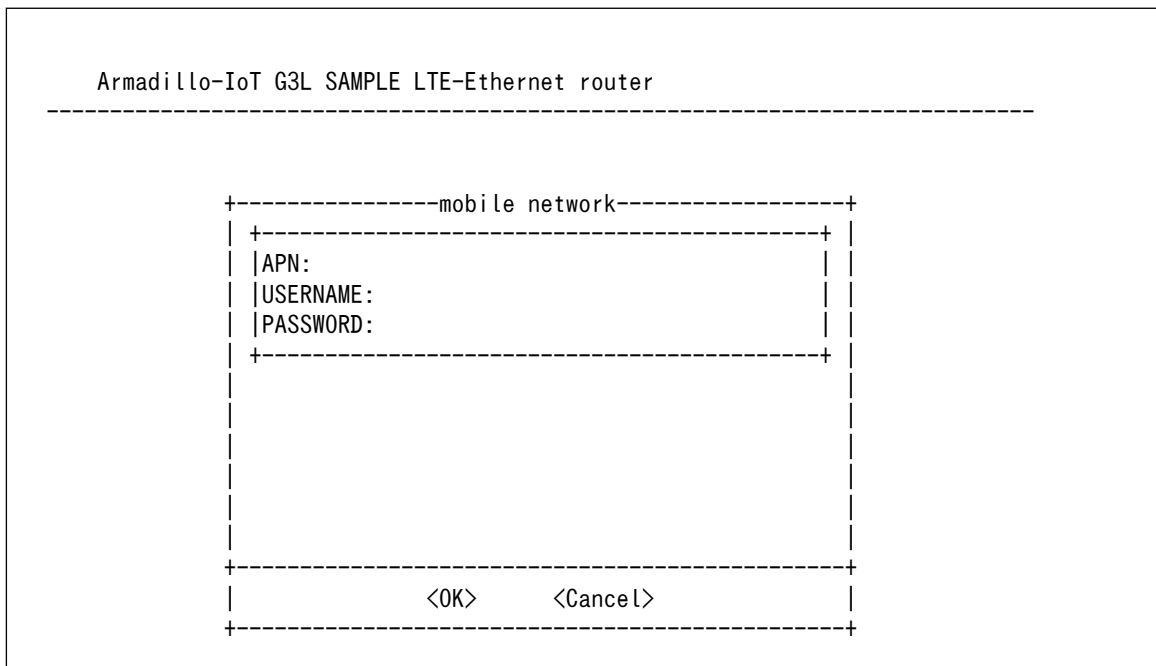 Armadillo-IoT G3L SAMPLE LTE-Ethernet router
mobile network
APN:
USERNAME:
PASSWORD:
<OK> <Cancel>